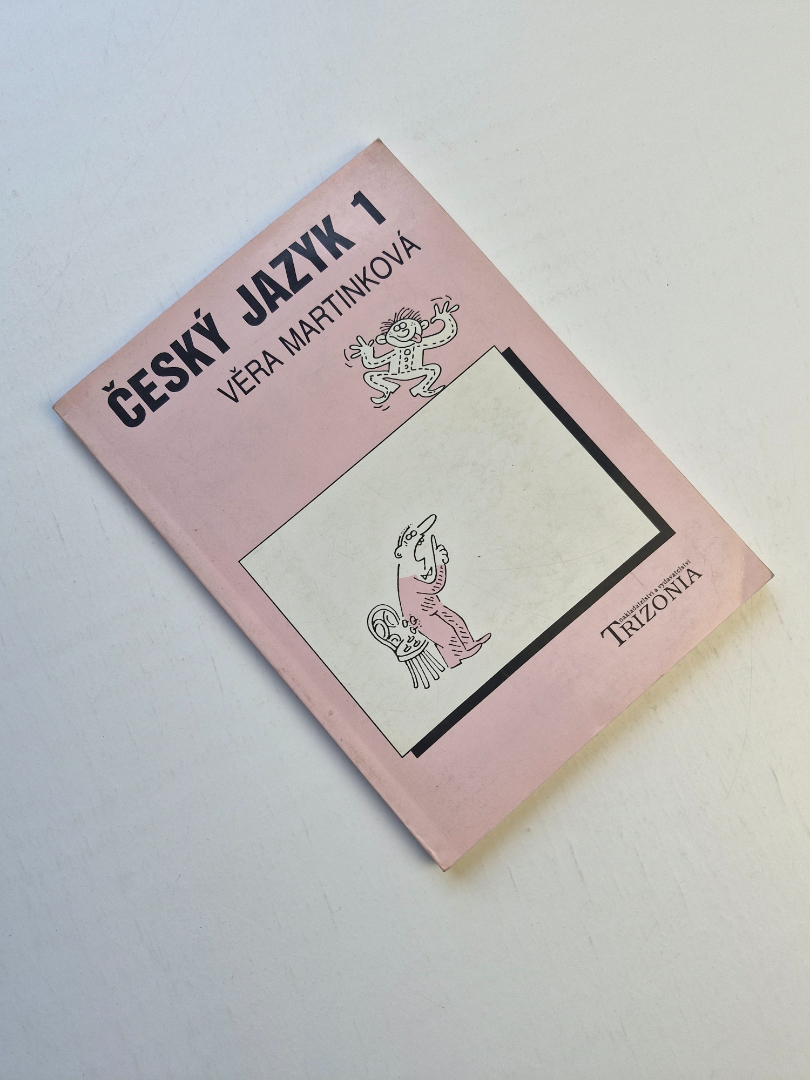 ČESKÝ JAZYK 1
VĚRA MARTINKOVÁ
nakladatelství a vydavatelství
TRIZONIA